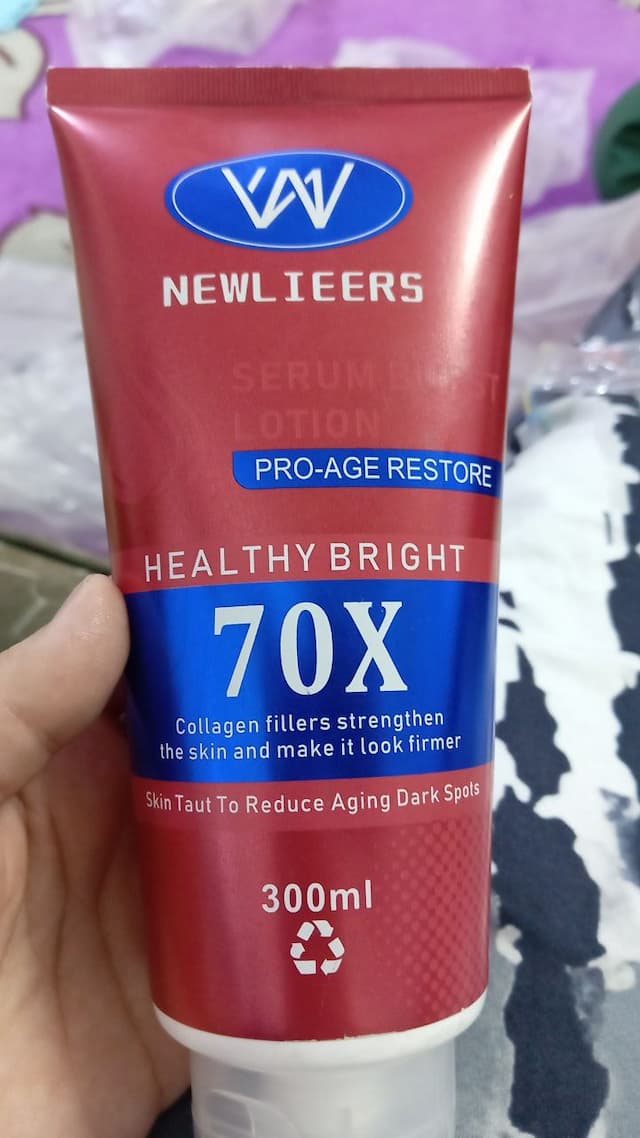 NEWLIEERS
SERUM BURST
LOTION
PRO-AGE RESTORE
HEALTHY BRIGHT
70X
Collagen fillers strengthen
the skin and make it look firmer
Skin Taut To Reduce Aging Dark Spots
300ml